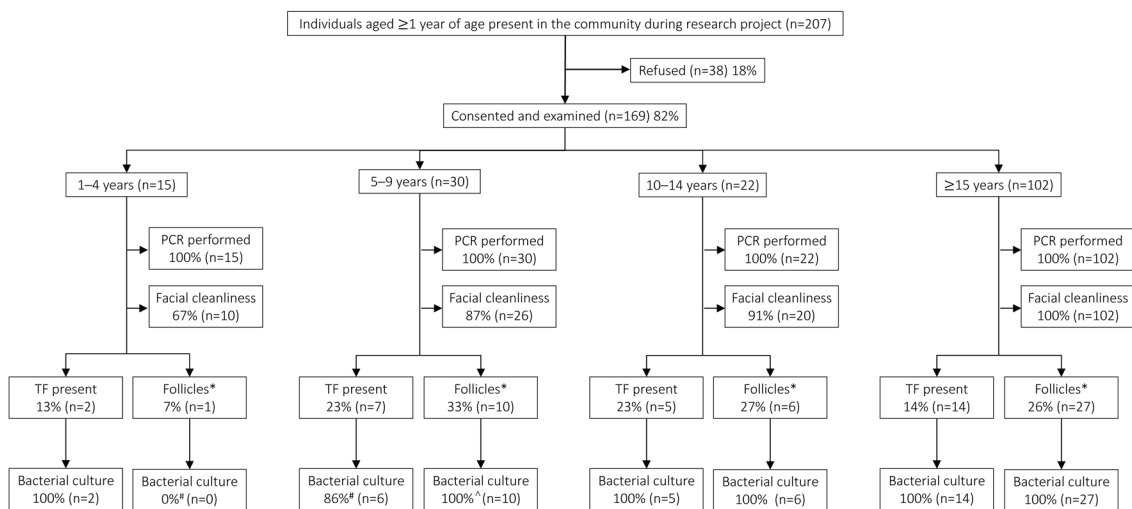 Individuals aged ≥1 year of age present in the community during research project (n=207)
Refused (n=38) 18%
Consented and examined (n=169) 82%
1–4 years (n=15)
5–9 years (n=30)
10–14 years (n=22)
≥15 years (n=102)
PCR performed
100% (n=15)
PCR performed
100% (n=30)
PCR performed
100% (n=22)
PCR performed
100% (n=102)
Facial cleanliness
67% (n=10)
Facial cleanliness
87% (n=26)
Facial cleanliness
91% (n=20)
Facial cleanliness
100% (n=102)
TF present
13% (n=2)
Follicles*
7% (n=1)
TF present
23% (n=7)
Follicles*
33% (n=10)
TF present
23% (n=5)
Follicles*
27% (n=6)
TF present
14% (n=14)
Follicles*
26% (n=27)
Bacterial culture
100% (n=2)
Bacterial culture
0%# (n=0)
Bacterial culture
86%# (n=6)
Bacterial culture
100%^ (n=10)
Bacterial culture
100% (n=5)
Bacterial culture
100% (n=6)
Bacterial culture
100% (n=14)
Bacterial culture
100% (n=27)